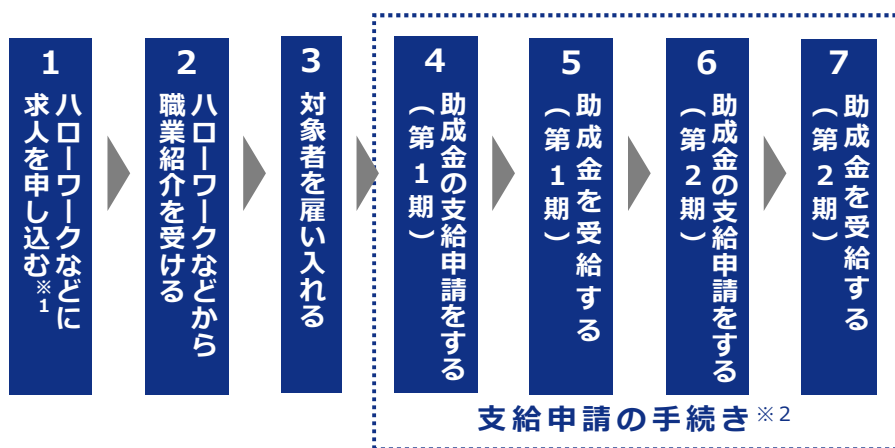 1
ハローワークなどに
求人を申し込む※1
2
ハローワークなどから
職業紹介を受ける
3
対象者を雇い入れる
4
助成金の支給申請をする
（第1期）
5
助成金を受給する
（第1期）
6
助成金の支給申請をする
（第2期）
7
助成金を受給する
（第2期）
支給申請の手続き※2